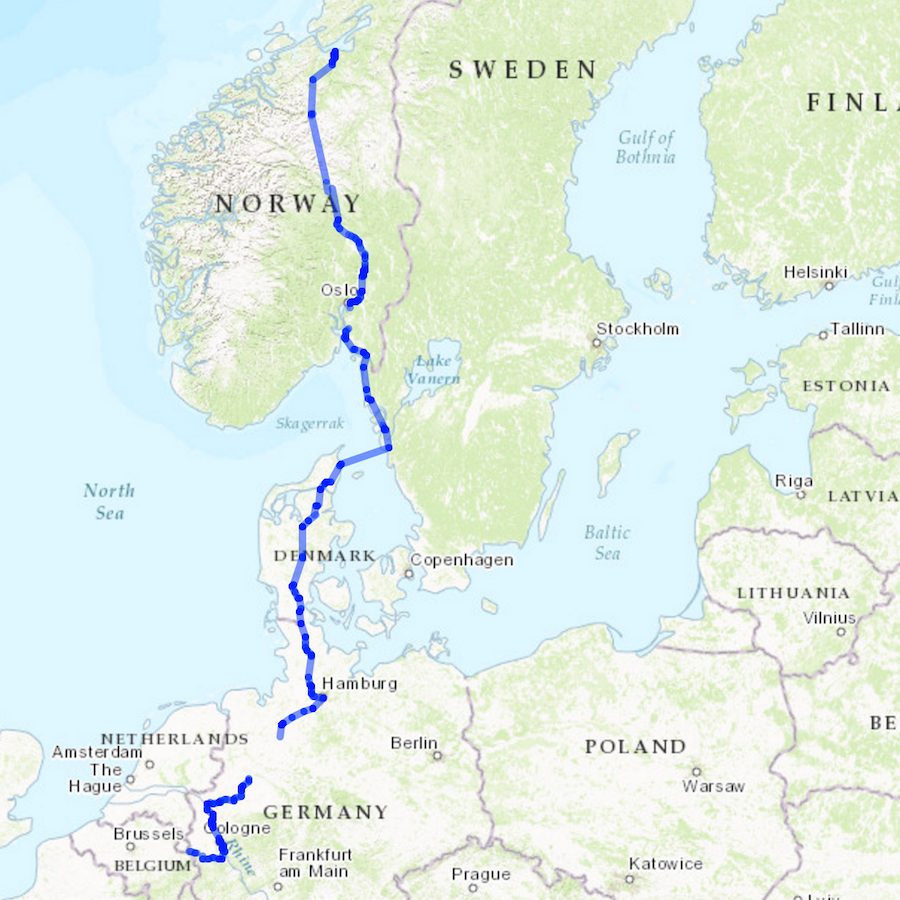 SWEDEN
FINLA
Gulf of
Bothnia
NORWAY
Helsinki
Gul
Finl
Oslo
Stockholm
Tallinn
Lake
Vanern
ESTONIA
Skagerrak
Riga
LATVIA
North
Sea
Baltic
Sea
DENMARK
Copenhagen
LITHUANIA
Vilnius
Hamburg
BE
NETHERLANDS
Amsterdam
Berlin
POLAND
The
Hague
Warsaw
GERMANY
Cologne
Brussels
Rhine
BELGIUM
Frankfurt
am Main
Katowice
Prague